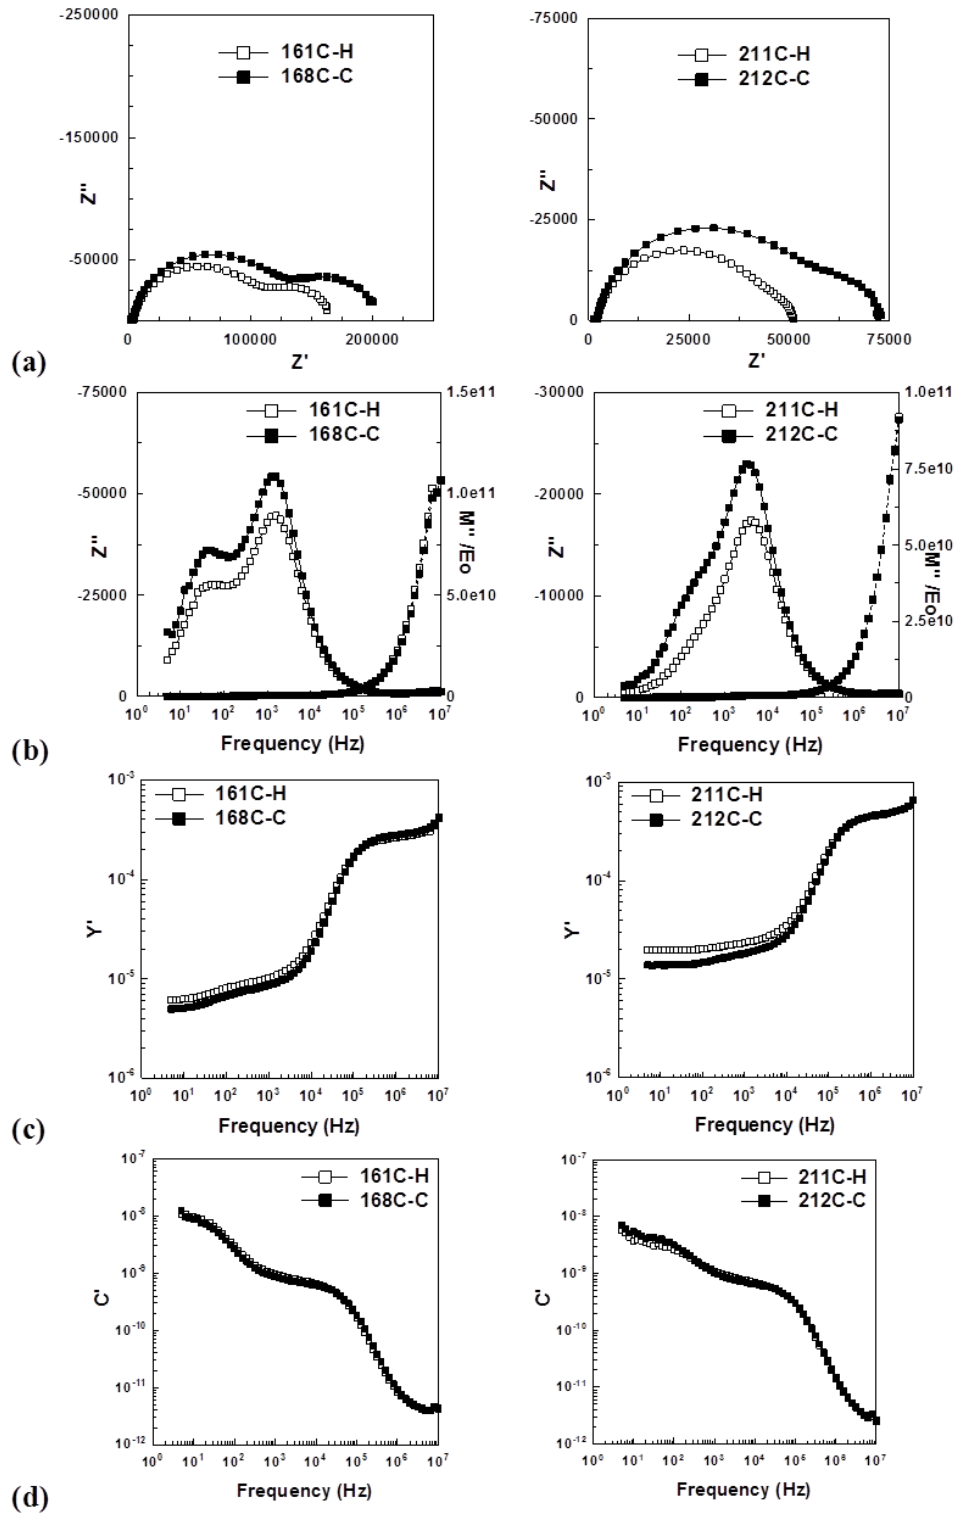 -250000
-150000
-50000
0
Z''
161C-H
168C-C
0 100000 200000
Z'
-75000
-50000
-25000
0
Z''
211C-H
212C-C
0 25000 50000 75000
Z'
(a)
-75000
-50000
-25000
0
Z''
161C-H
168C-C
1.5e11
1.0e11
5.0e10
0
M''/Eo
10⁰ 10¹ 10² 10³ 10⁴ 10⁵ 10⁶ 10⁷
Frequency (Hz)
-30000
-20000
-10000
0
Z''
211C-H
212C-C
1.0e11
7.5e10
5.0e10
2.5e10
0
M''/Eo
10⁰ 10¹ 10² 10³ 10⁴ 10⁵ 10⁶ 10⁷
Frequency (Hz)
(b)
10⁻³
10⁻⁴
10⁻⁵
10⁻⁶
Y'
161C-H
168C-C
10⁰ 10¹ 10² 10³ 10⁴ 10⁵ 10⁶ 10⁷
Frequency (Hz)
10⁻³
10⁻⁴
10⁻⁵
10⁻⁶
Y'
211C-H
212C-C
10⁰ 10¹ 10² 10³ 10⁴ 10⁵ 10⁶ 10⁷
Frequency (Hz)
(c)
10⁻⁷
10⁻⁸
10⁻⁹
10⁻¹⁰
10⁻¹¹
10⁻¹²
C'
161C-H
168C-C
10⁰ 10¹ 10² 10³ 10⁴ 10⁵ 10⁶ 10⁷
Frequency (Hz)
10⁻⁷
10⁻⁸
10⁻⁹
10⁻¹⁰
10⁻¹¹
10⁻¹²
C'
211C-H
212C-C
10⁰ 10¹ 10² 10³ 10⁴ 10⁵ 10⁶ 10⁷
Frequency (Hz)
(d)